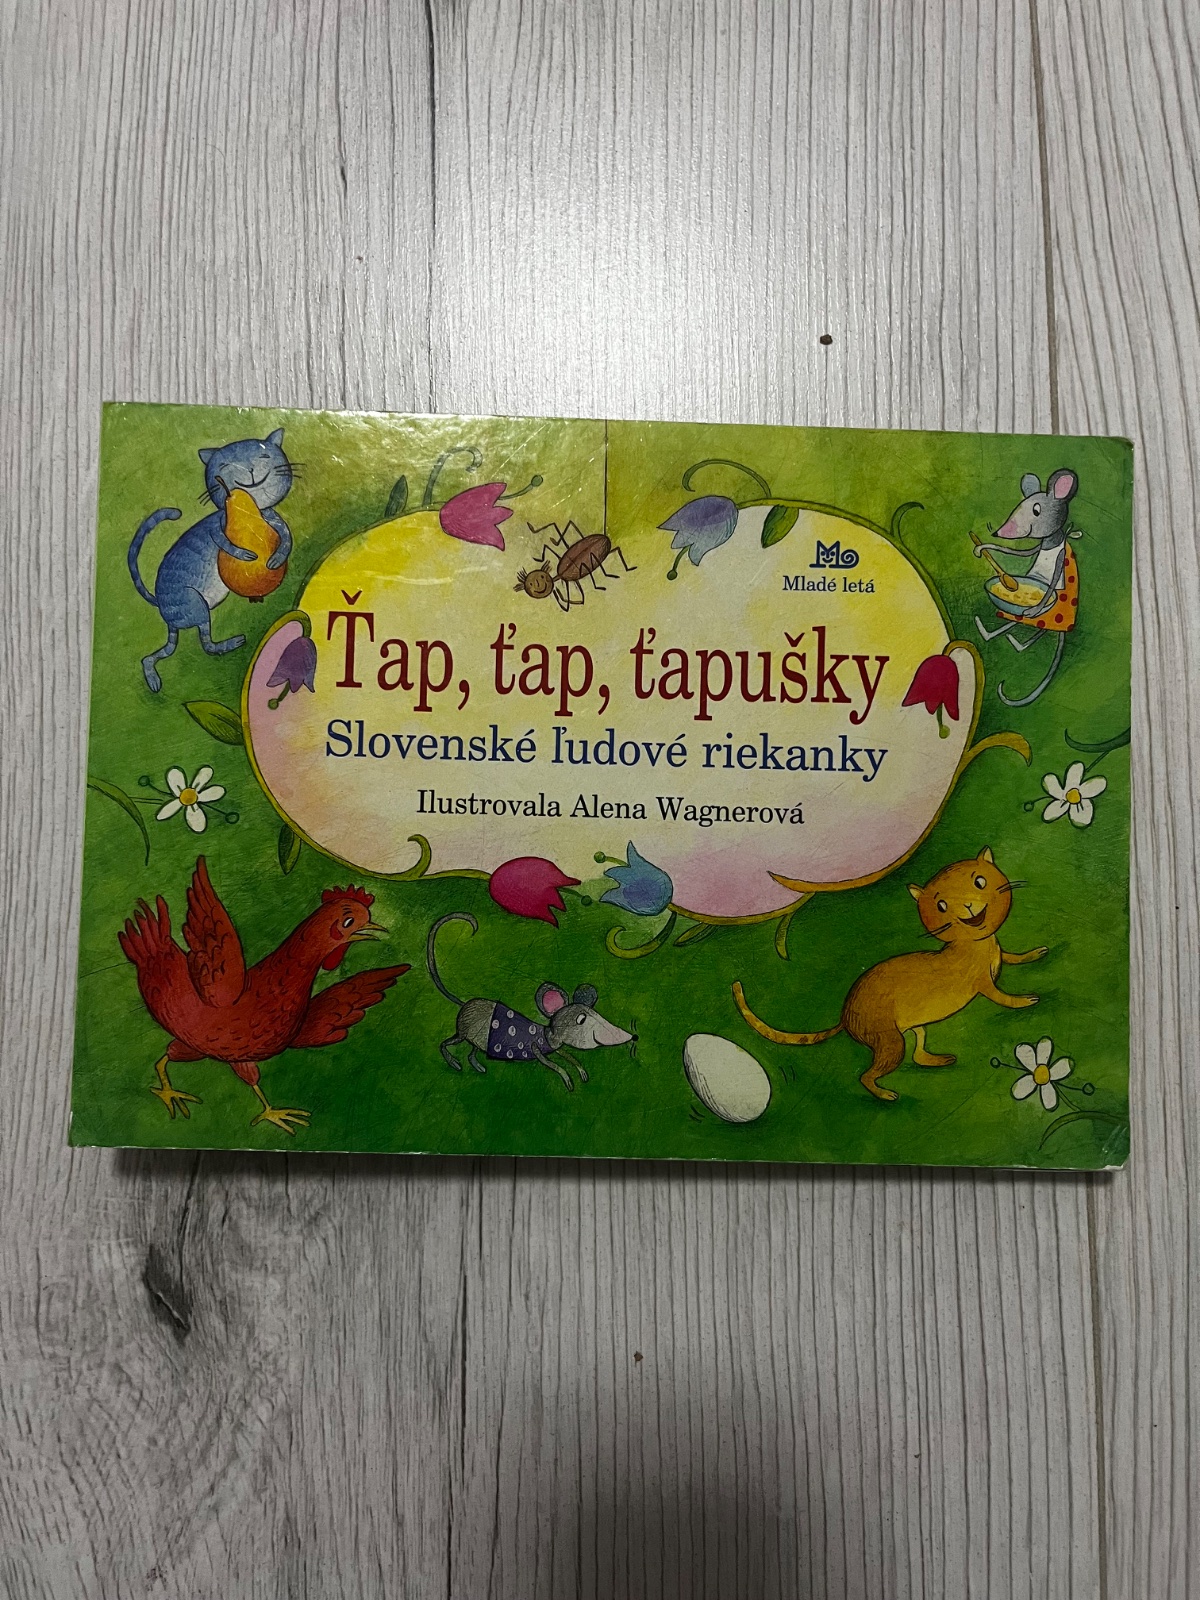 Mladé letá
Ťap, ťap, ťapušky
Slovenské ľudové riekanky
Ilustrovala Alena Wagnerová